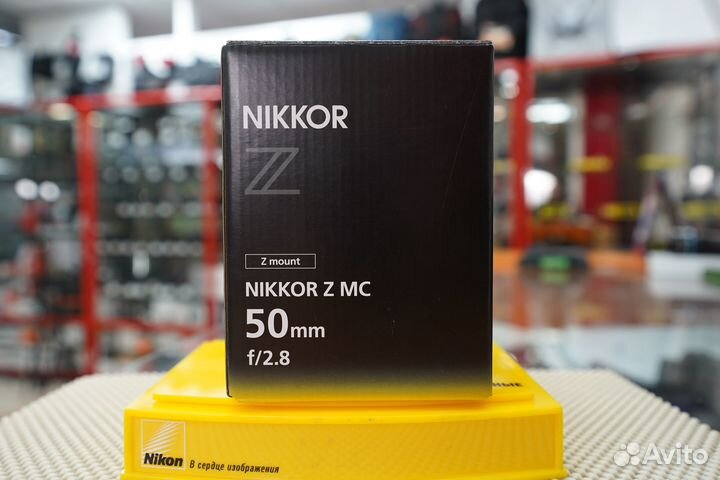 NIKKOR
Z
Z mount
NIKKOR Z MC
50mm
f/2.8
Nikon В сердце изображения
Avito